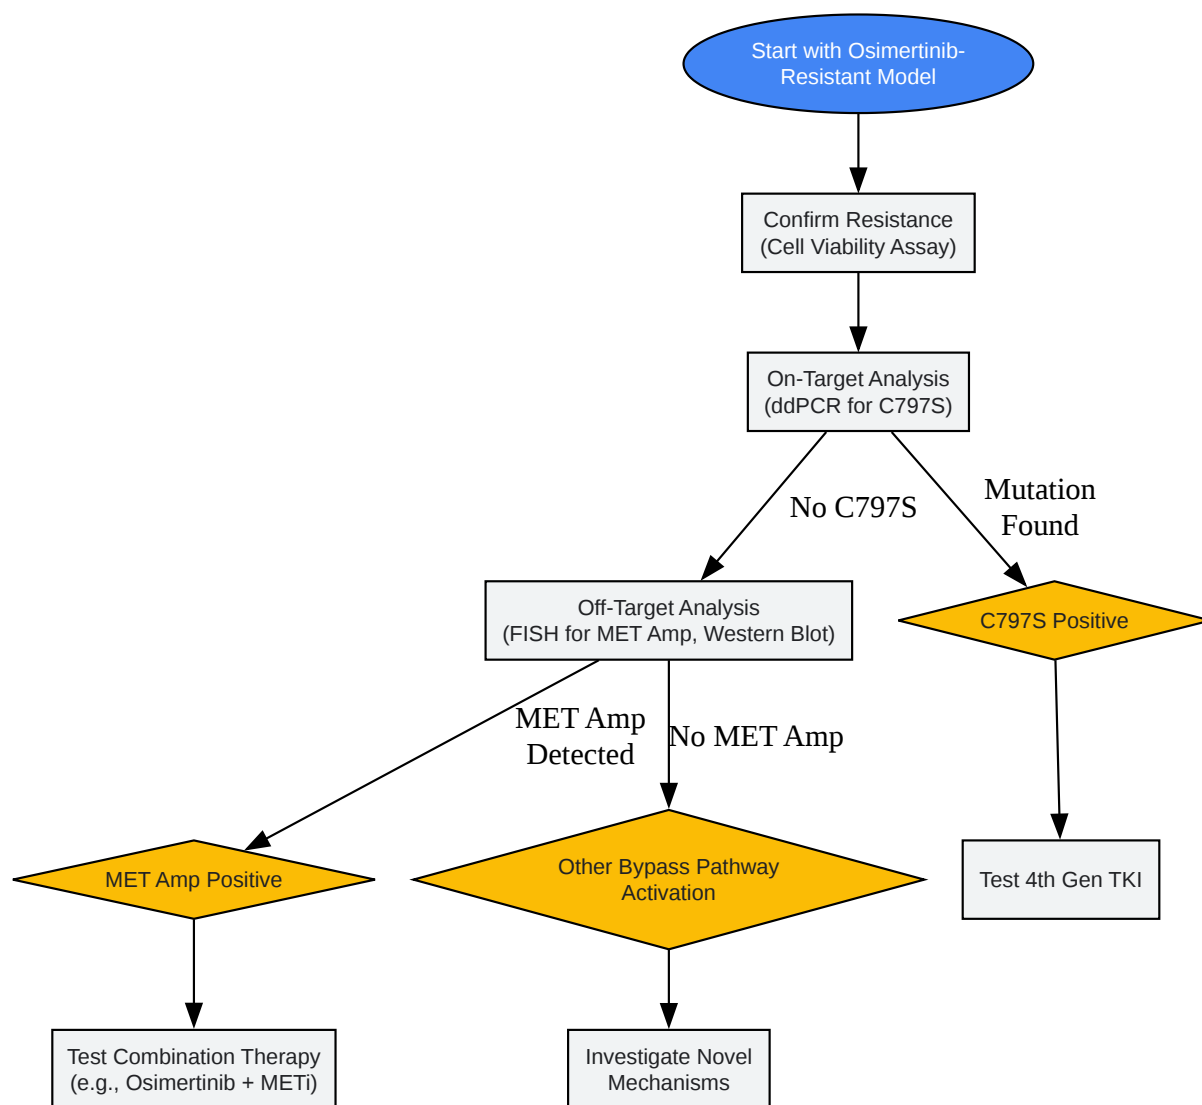 Start with Osimertinib-
Resistant Model
Confirm Resistance
(Cell Viability Assay)
On-Target Analysis
(ddPCR for C797S)
No C797S
Mutation
Found
Off-Target Analysis
(FISH for MET Amp, Western Blot)
C797S Positive
MET Amp
Detected
No MET Amp
MET Amp Positive
Other Bypass Pathway
Activation
Test 4th Gen TKI
Test Combination Therapy
(e.g., Osimertinib + METi)
Investigate Novel
Mechanisms